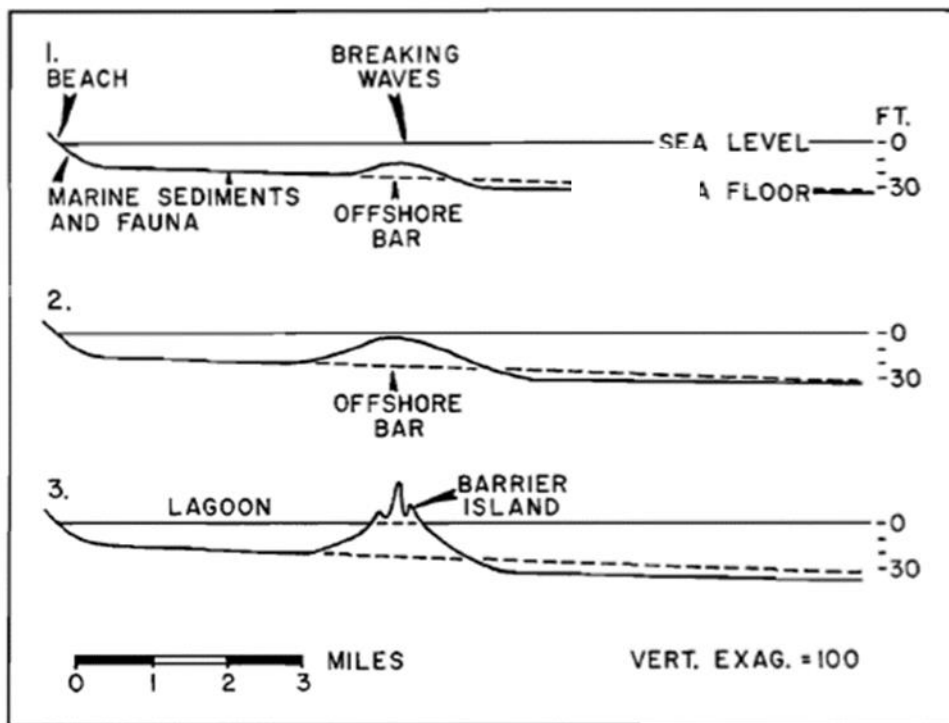 1.
BEACH
BREAKING
WAVES
FT.
SEA LEVEL
-0
-
-
-30
MARINE SEDIMENTS
AND FAUNA
OFFSHORE
BAR
FLOOR
2.
-0
-
-
-30
OFFSHORE
BAR
3.
LAGOON
BARRIER
ISLAND
-0
-
-
-30
0 1 2 3
MILES
VERT. EXAG. = 100